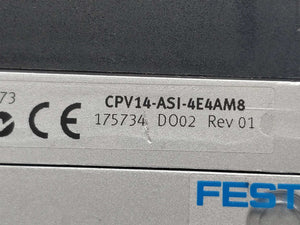 73
CPV14-ASI-4E4AM8
CE
175734 DO02 Rev 01
FEST